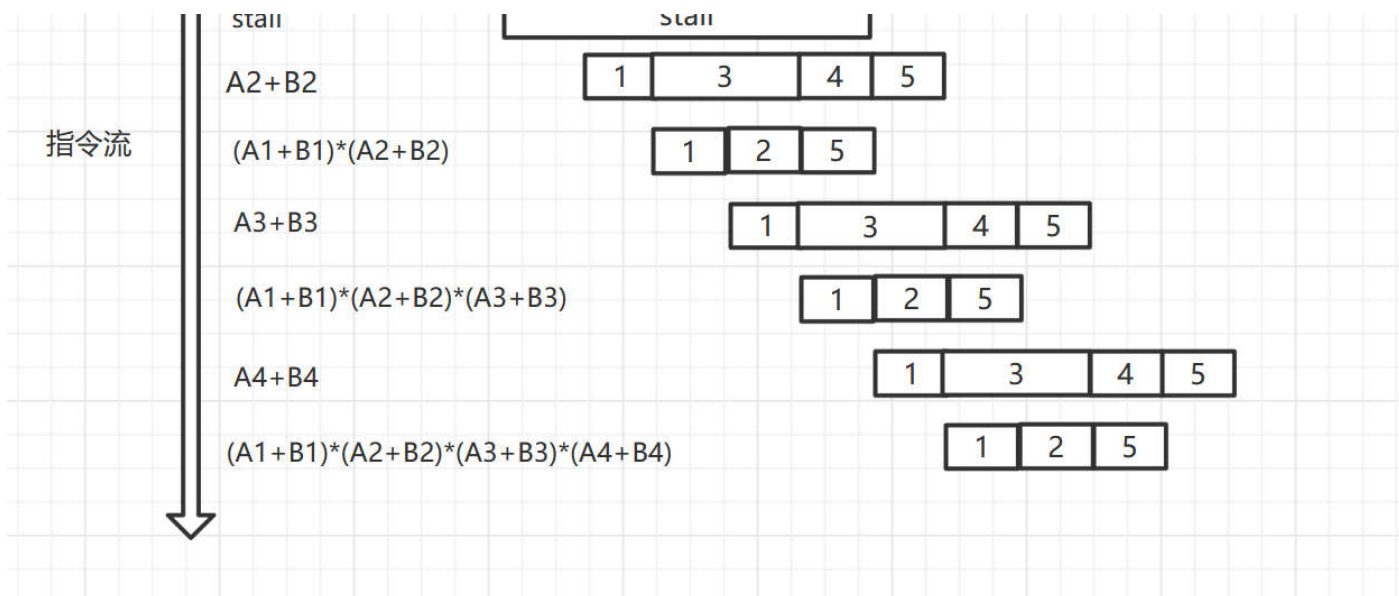 stall
stall
A2+B2
1 3 4 5
指令流
(A1+B1)*(A2+B2)
1 2 5
A3+B3
1 3 4 5
(A1+B1)*(A2+B2)*(A3+B3)
1 2 5
A4+B4
1 3 4 5
(A1+B1)*(A2+B2)*(A3+B3)*(A4+B4)
1 2 5